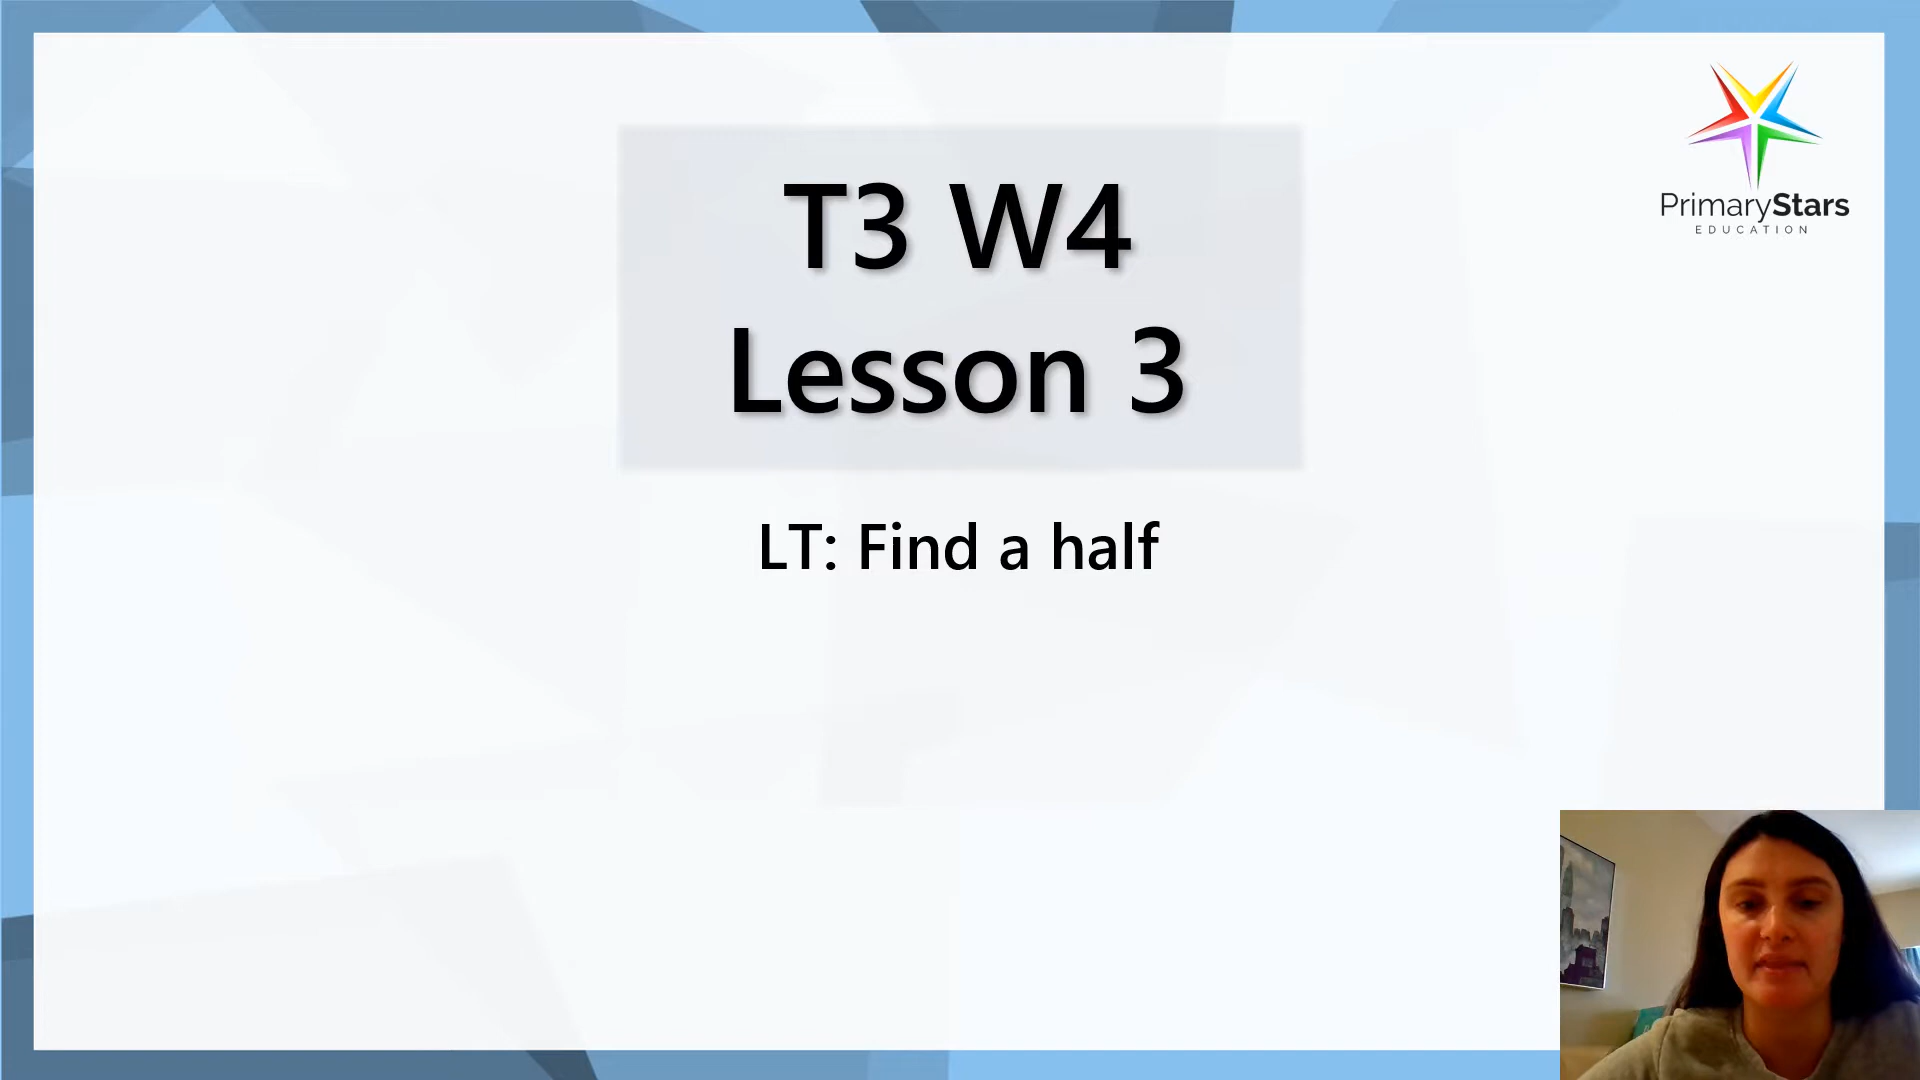 T3 W4
Lesson 3
PrimaryStars
EDUCATION
LT: Find a half